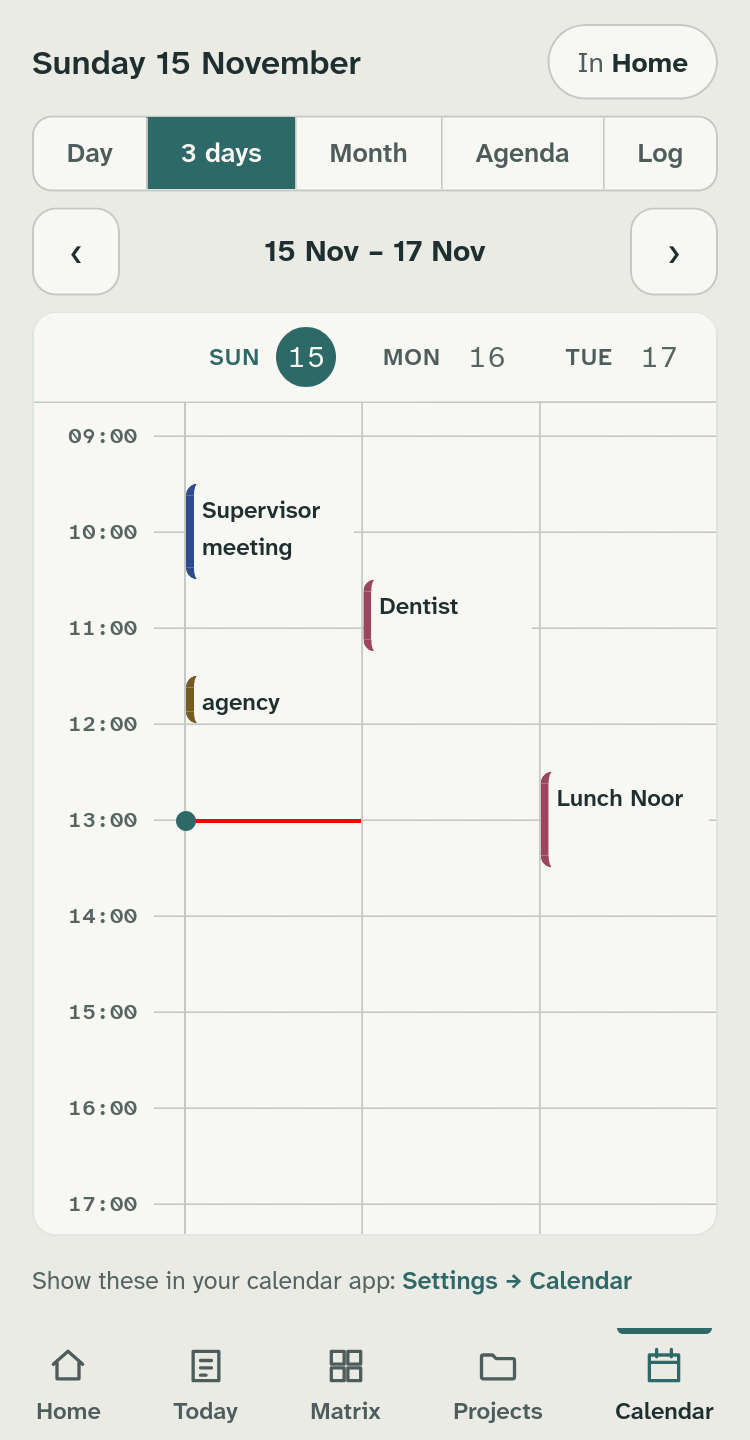 Sunday 15 November
In Home
Day
3 days
Month
Agenda
Log
‹
15 Nov – 17 Nov
›
SUN 15
MON 16
TUE 17
09:00
Supervisor
meeting
10:00
Dentist
11:00
agency
12:00
Lunch Noor
13:00
14:00
15:00
16:00
17:00
Show these in your calendar app: Settings → Calendar
Home
Today
Matrix
Projects
Calendar